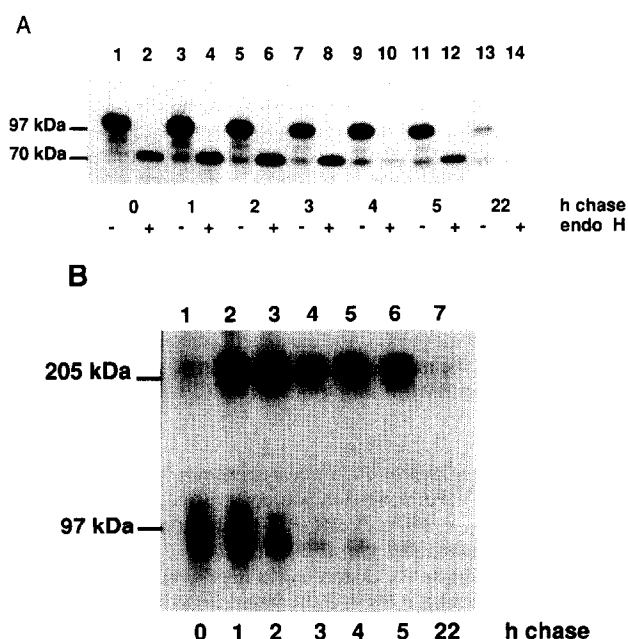 A
1 2 3 4 5 6 7 8 9 10 11 12 13 14
97 kDa
70 kDa
0 1 2 3 4 5 22 h chase
- + - + - + - + - + - + - + endo H
B
1 2 3 4 5 6 7
205 kDa
97 kDa
0 1 2 3 4 5 22 h chase